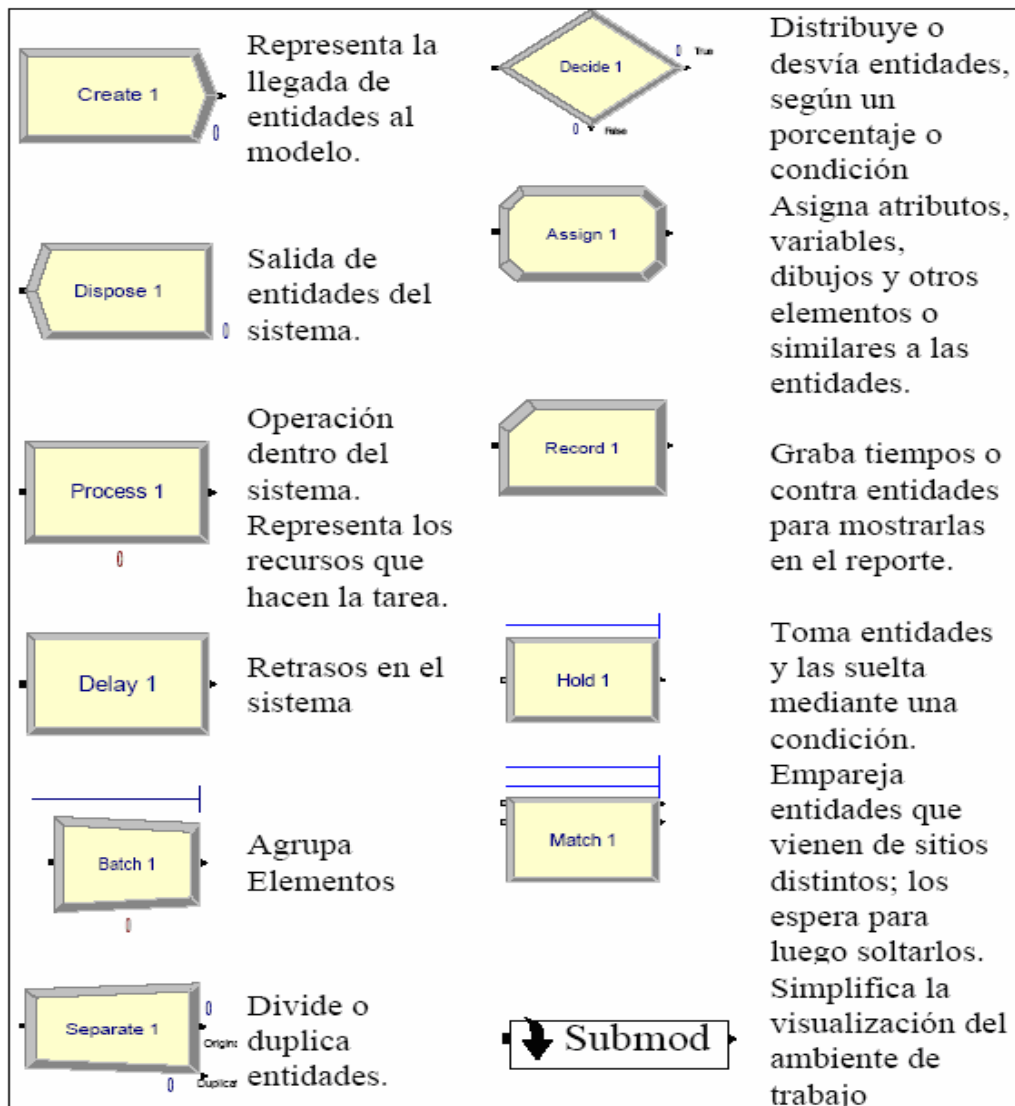 Create 1
0
Representa la
llegada de
entidades al
modelo.
Dispose 1
0
Salida de
entidades del
sistema.
Process 1
0
Operación
dentro del
sistema.
Representa los
recursos que
hacen la tarea.
Delay 1
Retrasos en el
sistema
Batch 1
0
Agrupa
Elementos
Separate 1
0
Origina
0
Duplicat
Divide o
duplica
entidades.
Decide 1
0
True
0
False
Distribuye o
desvía entidades,
según un
porcentaje o
condición
Assign 1
Asigna atributos,
variables,
dibujos y otros
elementos o
similares a las
entidades.
Record 1
Graba tiempos o
contra entidades
para mostrarlas
en el reporte.
Hold 1
Toma entidades
y las suelta
mediante una
condición.
Match 1
Empareja
entidades que
vienen de sitios
distintos; los
espera para
luego soltarlos.
Submod
Simplifica la
visualización del
ambiente de
trabajo